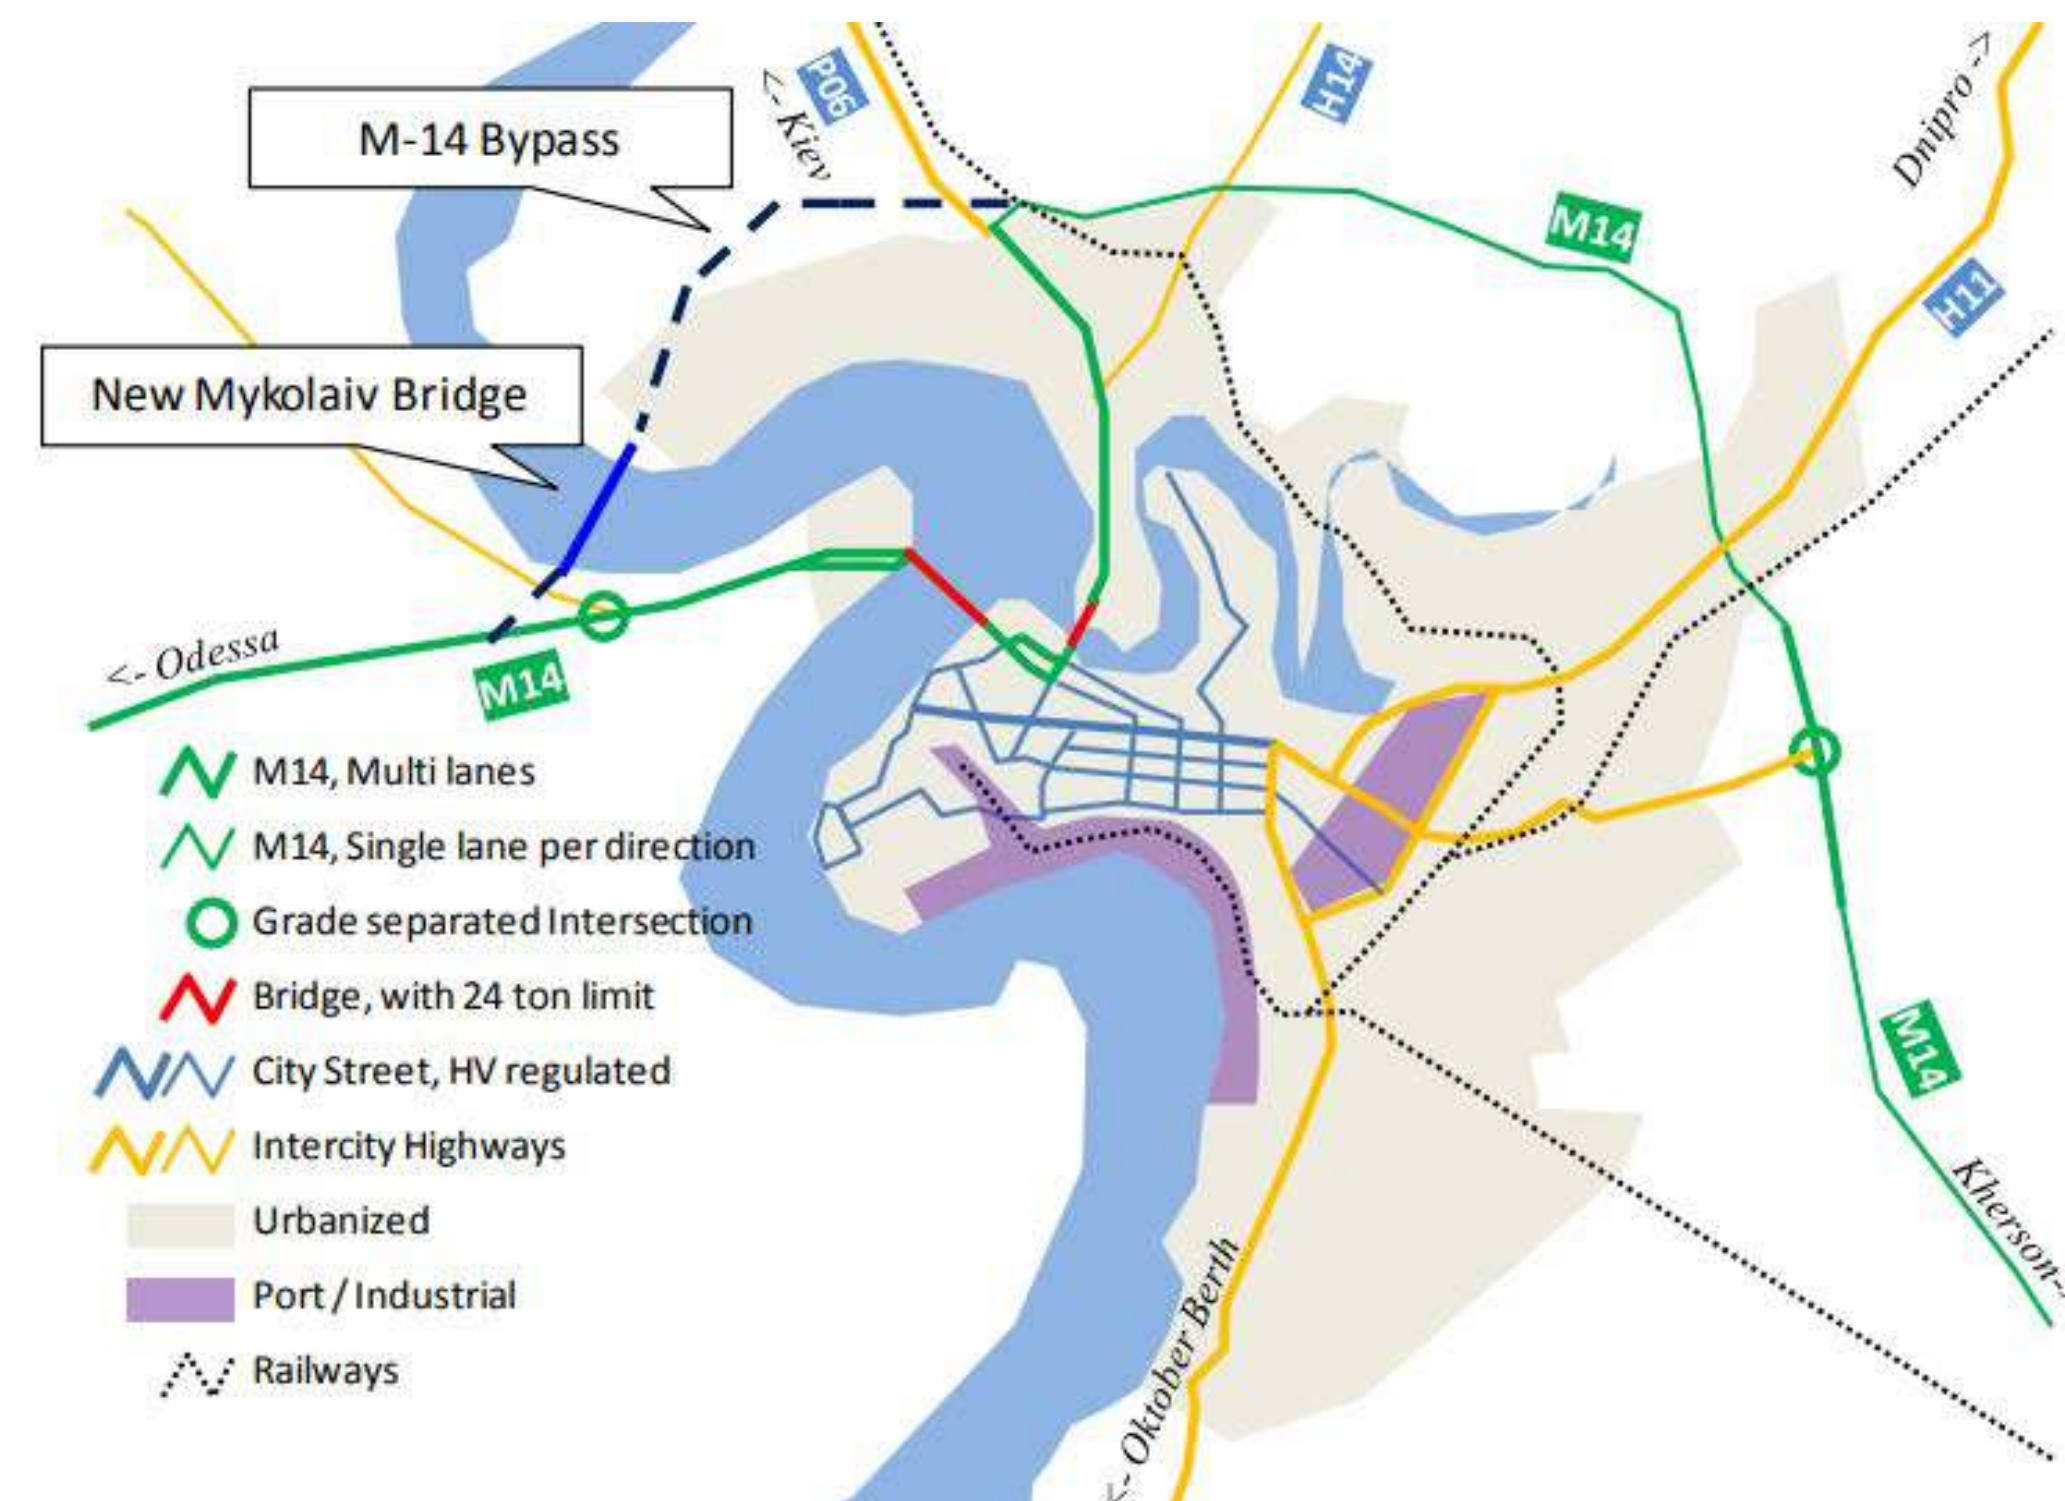 P06
<- Kiev
H14
Dnipro ->
M-14 Bypass
M14
H11
New Mykolaiv Bridge
<- Odessa
M14
M14, Multi lanes
M14, Single lane per direction
Grade separated Intersection
Bridge, with 24 ton limit
City Street, HV regulated
Intercity Highways
Urbanized
Port / Industrial
Railways
M14
Kherson->
<- Oktober Berth